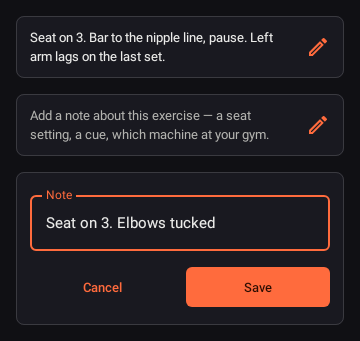 Seat on 3. Bar to the nipple line, pause. Left
arm lags on the last set.
Add a note about this exercise — a seat
setting, a cue, which machine at your gym.
Note
Seat on 3. Elbows tucked
Cancel
Save